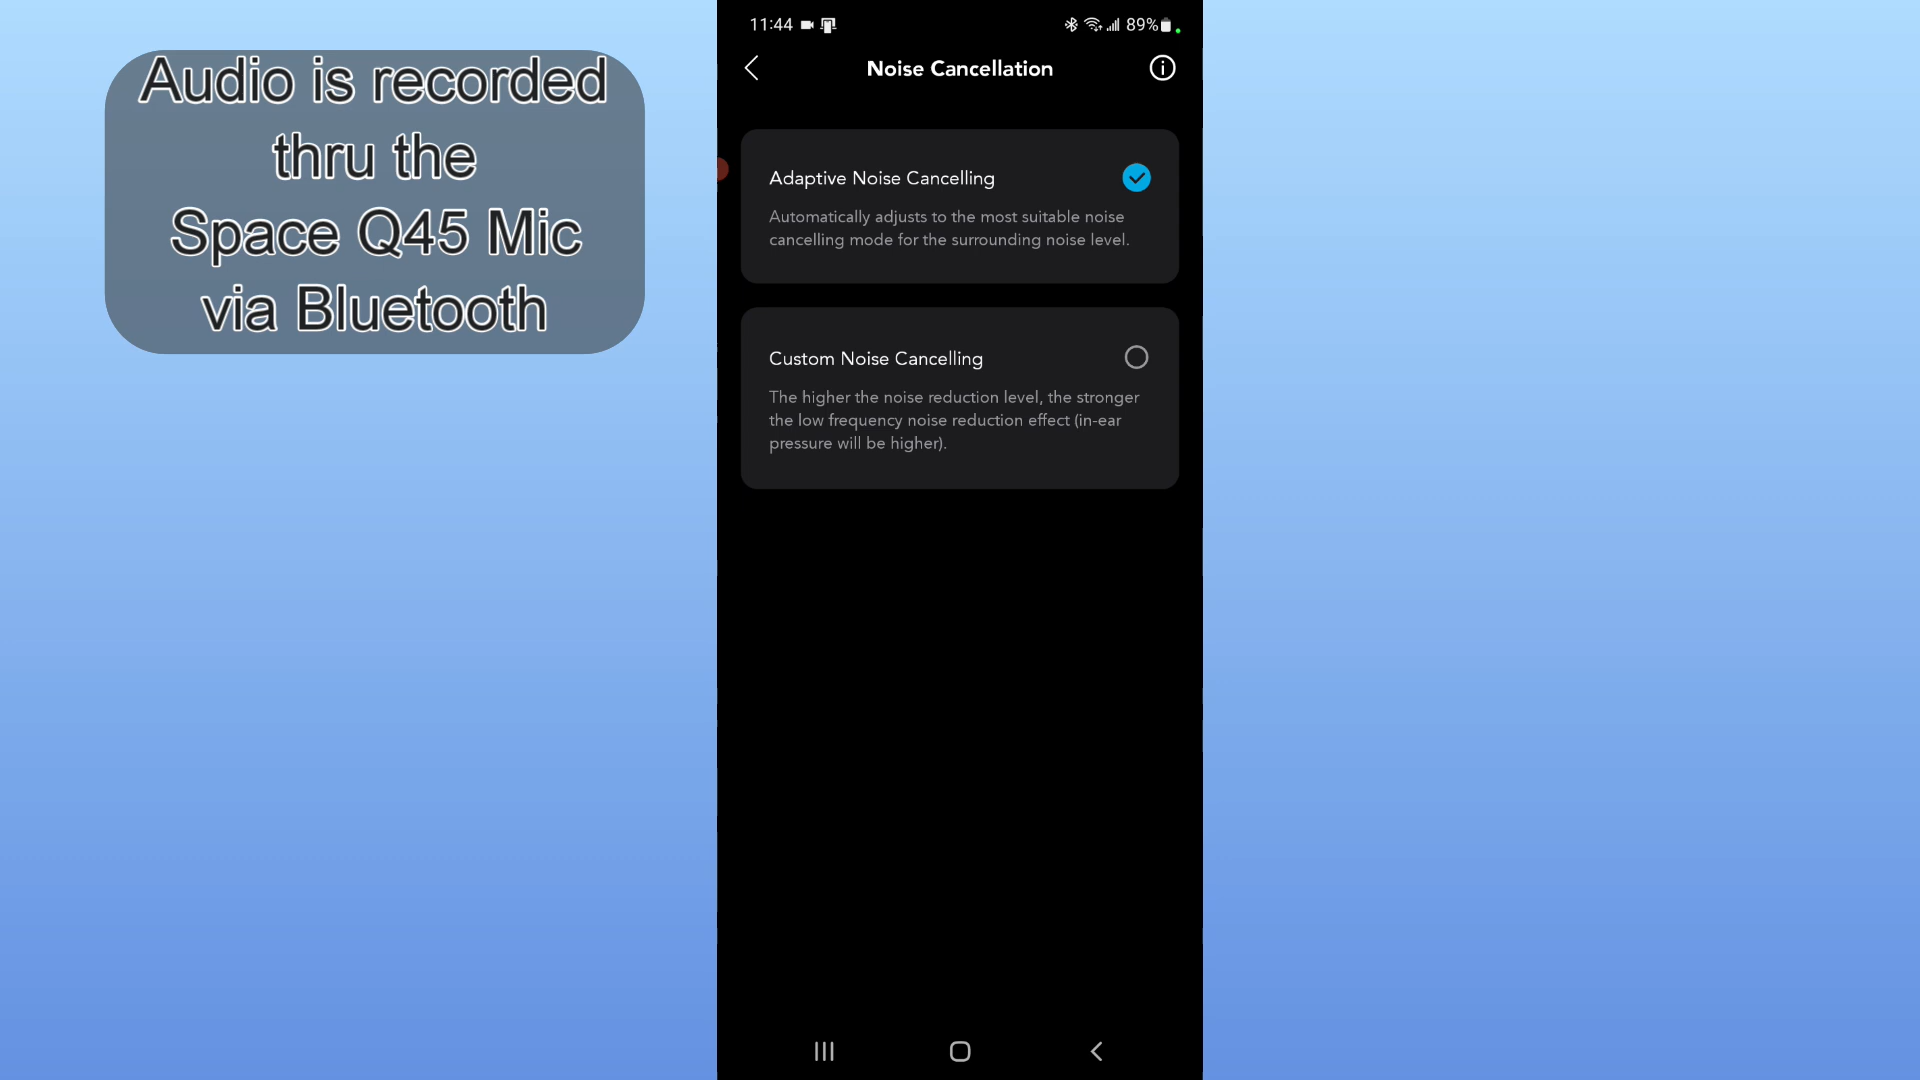 Audio is recorded
thru the
Space Q45 Mic
via Bluetooth
11:44
89%
Noise Cancellation
Adaptive Noise Cancelling
Automatically adjusts to the most suitable noise
cancelling mode for the surrounding noise level.
Custom Noise Cancelling
The higher the noise reduction level, the stronger
the low frequency noise reduction effect (in-ear
pressure will be higher).